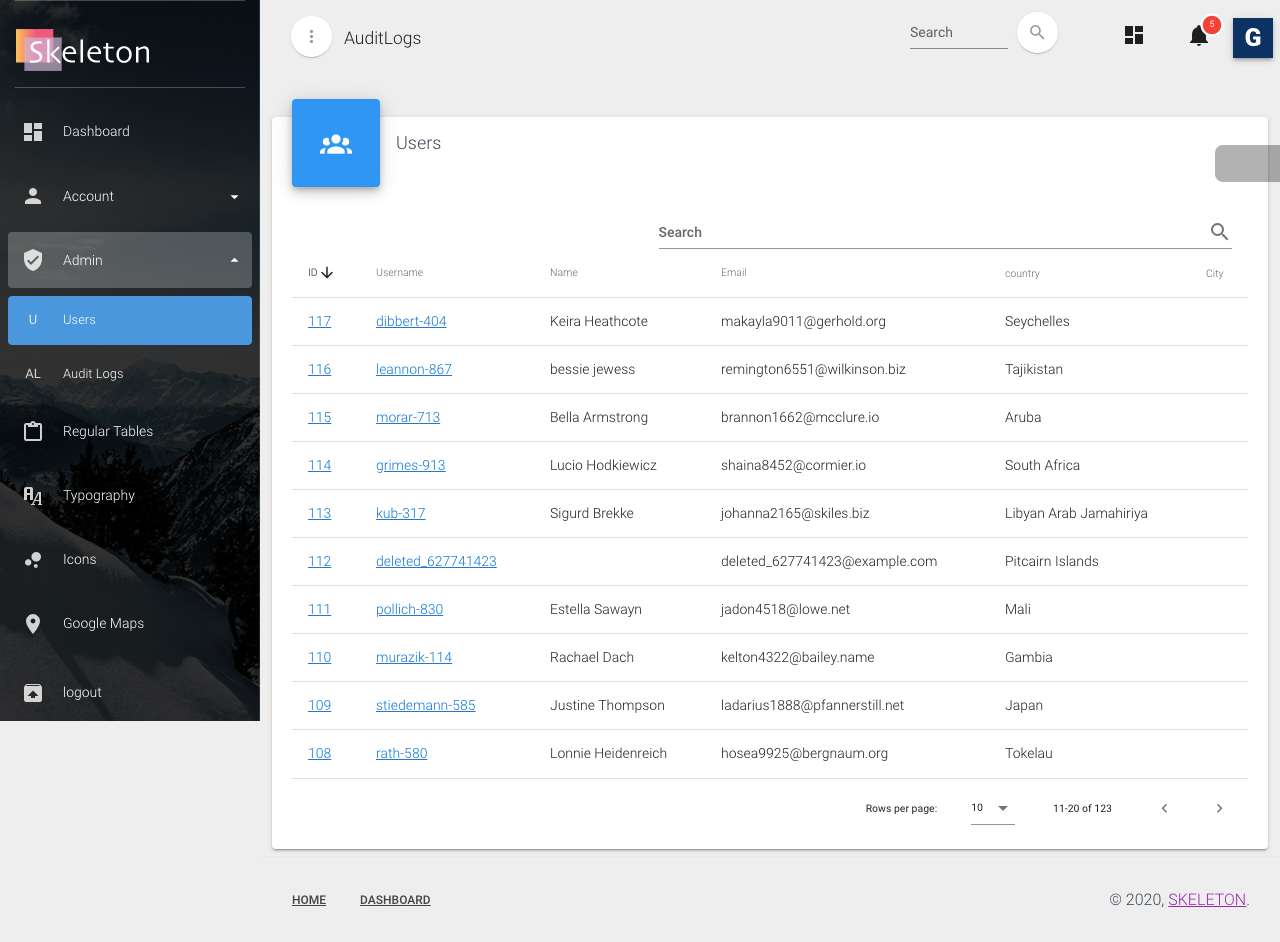 Skeleton
Dashboard
Account
Admin
U Users
AL Audit Logs
Regular Tables
Typography
Icons
Google Maps
logout
AuditLogs
Search
5
G
Users
Search
ID Username Name Email country City
117 dibbert-404 Keira Heathcote makayla9011@gerhold.org Seychelles
116 leannon-867 bessie jewess remington6551@wilkinson.biz Tajikistan
115 morar-713 Bella Armstrong brannon1662@mcclure.io Aruba
114 grimes-913 Lucio Hodkiewicz shaina8452@cormier.io South Africa
113 kub-317 Sigurd Brekke johanna2165@skiles.biz Libyan Arab Jamahiriya
112 deleted_627741423 deleted_627741423@example.com Pitcairn Islands
111 pollich-830 Estella Sawayn jadon4518@lowe.net Mali
110 murazik-114 Rachael Dach kelton4322@bailey.name Gambia
109 stiedemann-585 Justine Thompson ladarius1888@pfannerstill.net Japan
108 rath-580 Lonnie Heidenreich hosea9925@bergnaum.org Tokelau
Rows per page: 10 11-20 of 123
HOME DASHBOARD © 2020, SKELETON.